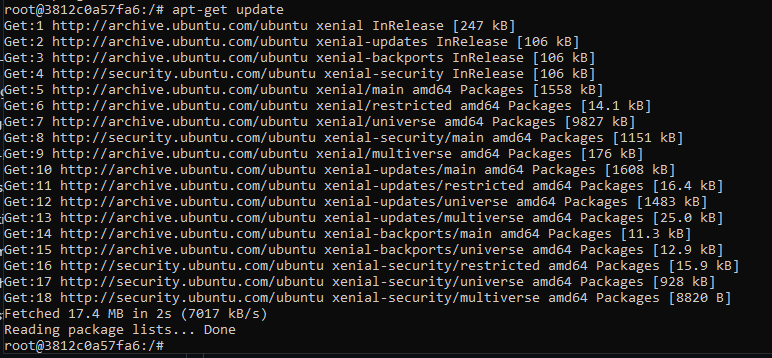 root@3812c0a57fa6:/# apt-get update
Get:1 http://archive.ubuntu.com/ubuntu xenial InRelease [247 kB]
Get:2 http://archive.ubuntu.com/ubuntu xenial-updates InRelease [106 kB]
Get:3 http://archive.ubuntu.com/ubuntu xenial-backports InRelease [106 kB]
Get:4 http://security.ubuntu.com/ubuntu xenial-security InRelease [106 kB]
Get:5 http://archive.ubuntu.com/ubuntu xenial/main amd64 Packages [1558 kB]
Get:6 http://archive.ubuntu.com/ubuntu xenial/restricted amd64 Packages [14.1 kB]
Get:7 http://archive.ubuntu.com/ubuntu xenial/universe amd64 Packages [9827 kB]
Get:8 http://security.ubuntu.com/ubuntu xenial-security/main amd64 Packages [1151 kB]
Get:9 http://archive.ubuntu.com/ubuntu xenial/multiverse amd64 Packages [176 kB]
Get:10 http://archive.ubuntu.com/ubuntu xenial-updates/main amd64 Packages [1608 kB]
Get:11 http://archive.ubuntu.com/ubuntu xenial-updates/restricted amd64 Packages [16.4 kB]
Get:12 http://archive.ubuntu.com/ubuntu xenial-updates/universe amd64 Packages [1483 kB]
Get:13 http://archive.ubuntu.com/ubuntu xenial-updates/multiverse amd64 Packages [25.0 kB]
Get:14 http://archive.ubuntu.com/ubuntu xenial-backports/main amd64 Packages [11.3 kB]
Get:15 http://archive.ubuntu.com/ubuntu xenial-backports/universe amd64 Packages [12.9 kB]
Get:16 http://security.ubuntu.com/ubuntu xenial-security/restricted amd64 Packages [15.9 kB]
Get:17 http://security.ubuntu.com/ubuntu xenial-security/universe amd64 Packages [928 kB]
Get:18 http://security.ubuntu.com/ubuntu xenial-security/multiverse amd64 Packages [8820 B]
Fetched 17.4 MB in 2s (7017 kB/s)
Reading package lists... Done
root@3812c0a57fa6:/#